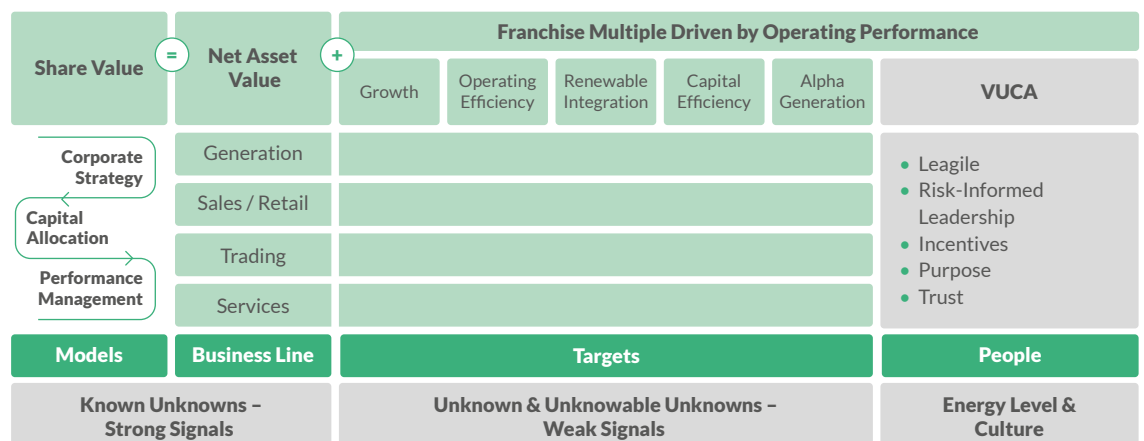 Share Value
=
Net Asset
Value
+
Franchise Multiple Driven by Operating Performance
Growth
Operating
Efficiency
Renewable
Integration
Capital
Efficiency
Alpha
Generation
VUCA
Corporate
Strategy
Capital
Allocation
Performance
Management
Generation
Sales / Retail
Trading
Services
• Leagile
• Risk-Informed
Leadership
• Incentives
• Purpose
• Trust
Models
Business Line
Targets
People
Known Unknowns –
Strong Signals
Unknown & Unknowable Unknowns –
Weak Signals
Energy Level &
Culture